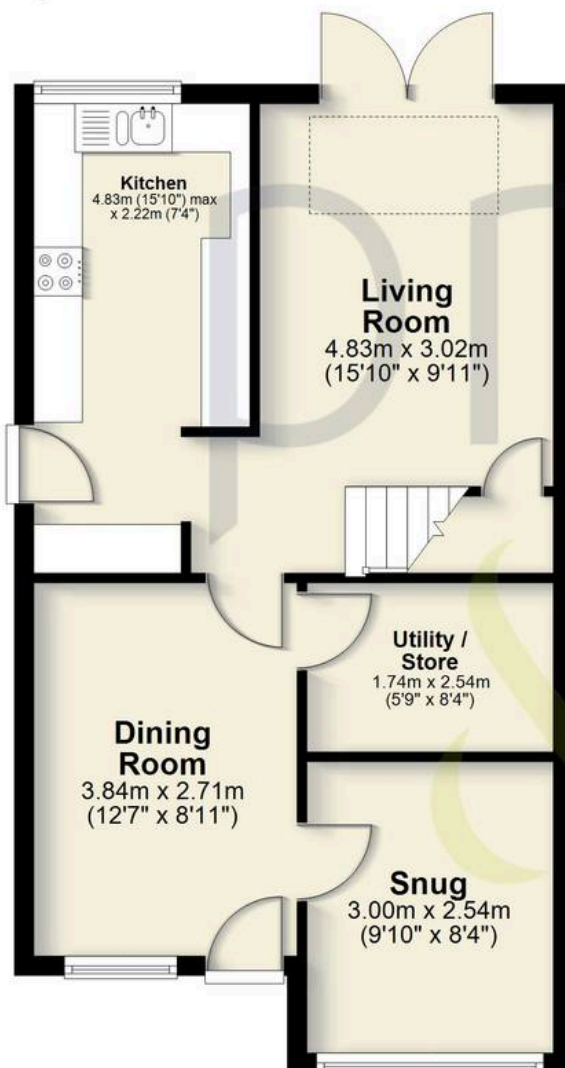 Kitchen
4.83m (15'10") max
x 2.22m (7'4")
Living
Room
4.83m x 3.02m
(15'10" x 9'11")
Utility /
Store
1.74m x 2.54m
(5'9" x 8'4")
Dining
Room
3.84m x 2.71m
(12'7" x 8'11")
Snug
3.00m x 2.54m
(9'10" x 8'4")